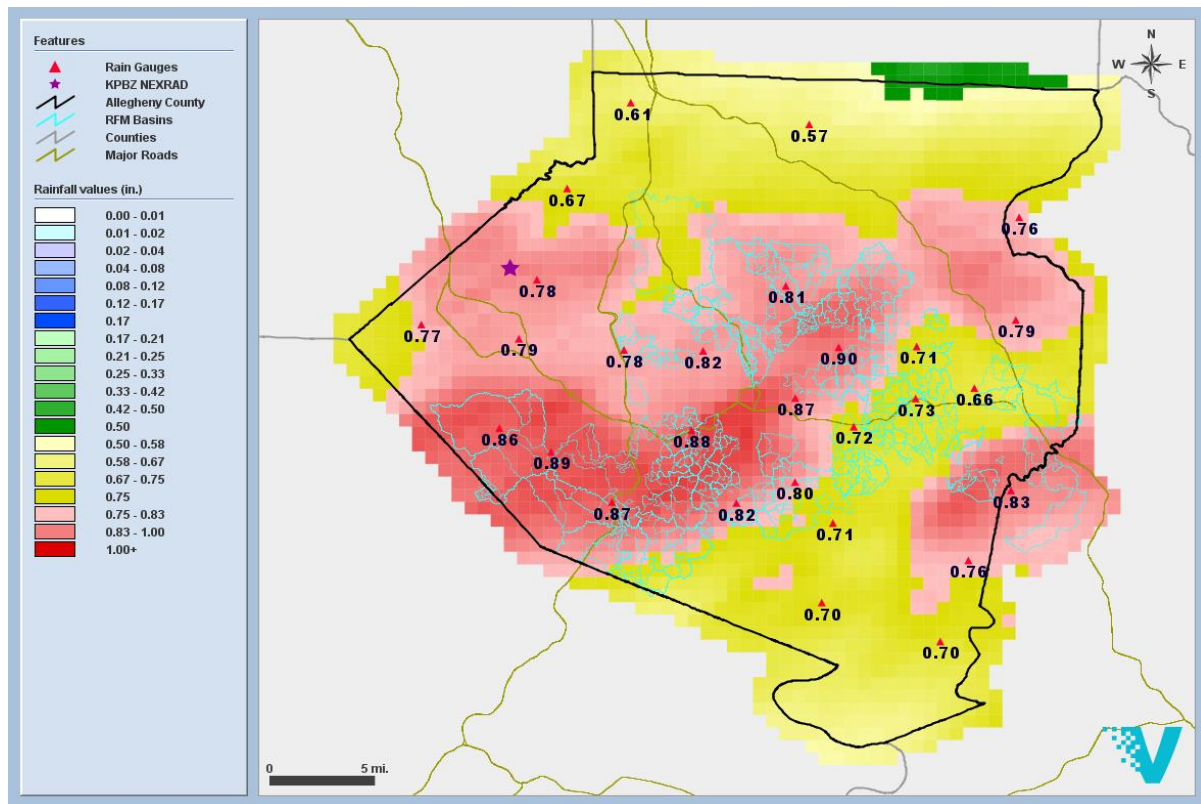 Features
Rain Gauges
KPBZ NEXRAD
Allegheny County
RFM Basins
Counties
Major Roads
Rainfall values (in.)
0.00 - 0.01
0.01 - 0.02
0.02 - 0.04
0.04 - 0.08
0.08 - 0.12
0.12 - 0.17
0.17
0.17 - 0.21
0.21 - 0.25
0.25 - 0.33
0.33 - 0.42
0.42 - 0.50
0.50
0.50 - 0.58
0.58 - 0.67
0.67 - 0.75
0.75
0.75 - 0.83
0.83 - 1.00
1.00+
N
W E
S
0.61
0.57
0.67
0.76
0.78
0.81
0.77
0.79
0.79
0.78
0.82
0.90
0.71
0.66
0.87
0.73
0.72
0.86
0.88
0.89
0.80
0.83
0.87
0.82
0.71
0.76
0.70
0.70
0 5 mi.
V